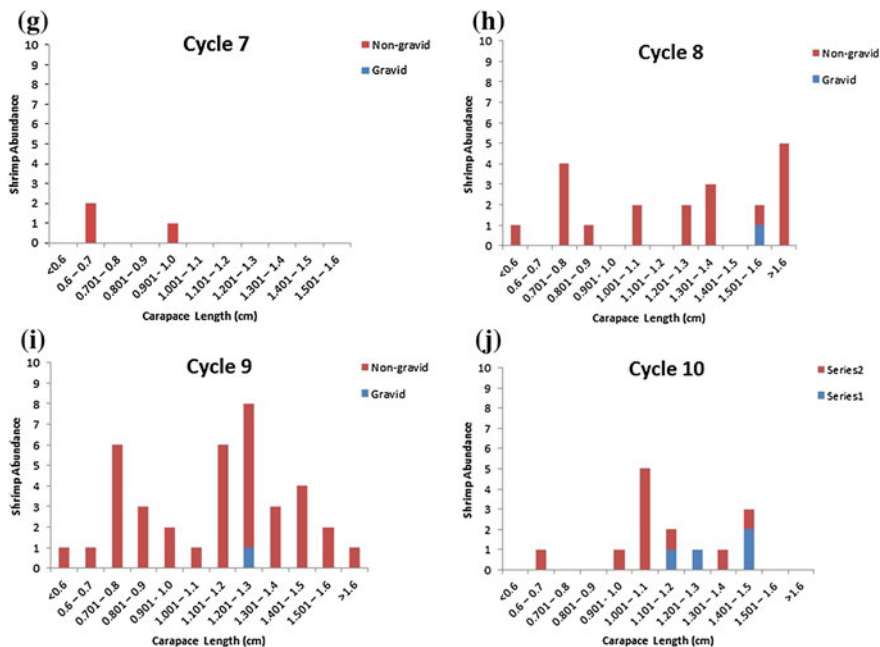 (g)
Cycle 7
Non-gravid
Gravid
Shrimp Abundance
10
9
8
7
6
5
4
3
2
1
0
<0.6
0.6 – 0.7
0.701 – 0.8
0.801 – 0.9
0.901 - 1.0
1.001 – 1.1
1.101 – 1.2
1.201 – 1.3
1.301 – 1.4
1.401 – 1.5
1.501 – 1.6
Carapace Length (cm)
(h)
Cycle 8
Non-gravid
Gravid
Shrimp Abundance
10
9
8
7
6
5
4
3
2
1
0
<0.6
0.6 – 0.7
0.701 – 0.8
0.801 – 0.9
0.901 - 1.0
1.001 – 1.1
1.101 – 1.2
1.201 – 1.3
1.301 – 1.4
1.401 – 1.5
1.501 – 1.6
>1.6
Carapace Length (cm)
(i)
Cycle 9
Non-gravid
Gravid
Shrimp Abundance
10
9
8
7
6
5
4
3
2
1
0
<0.6
0.6 – 0.7
0.701 – 0.8
0.801 – 0.9
0.901 - 1.0
1.001 – 1.1
1.101 – 1.2
1.201 – 1.3
1.301 – 1.4
1.401 – 1.5
1.501 – 1.6
>1.6
Carapace Length (cm)
(j)
Cycle 10
Series2
Series1
Shrimp Abundance
10
9
8
7
6
5
4
3
2
1
0
<0.6
0.6 – 0.7
0.701 – 0.8
0.801 – 0.9
0.901 - 1.0
1.001 – 1.1
1.101 – 1.2
1.201 – 1.3
1.301 – 1.4
1.401 – 1.5
1.501 – 1.6
>1.6
Carapace Length (cm)